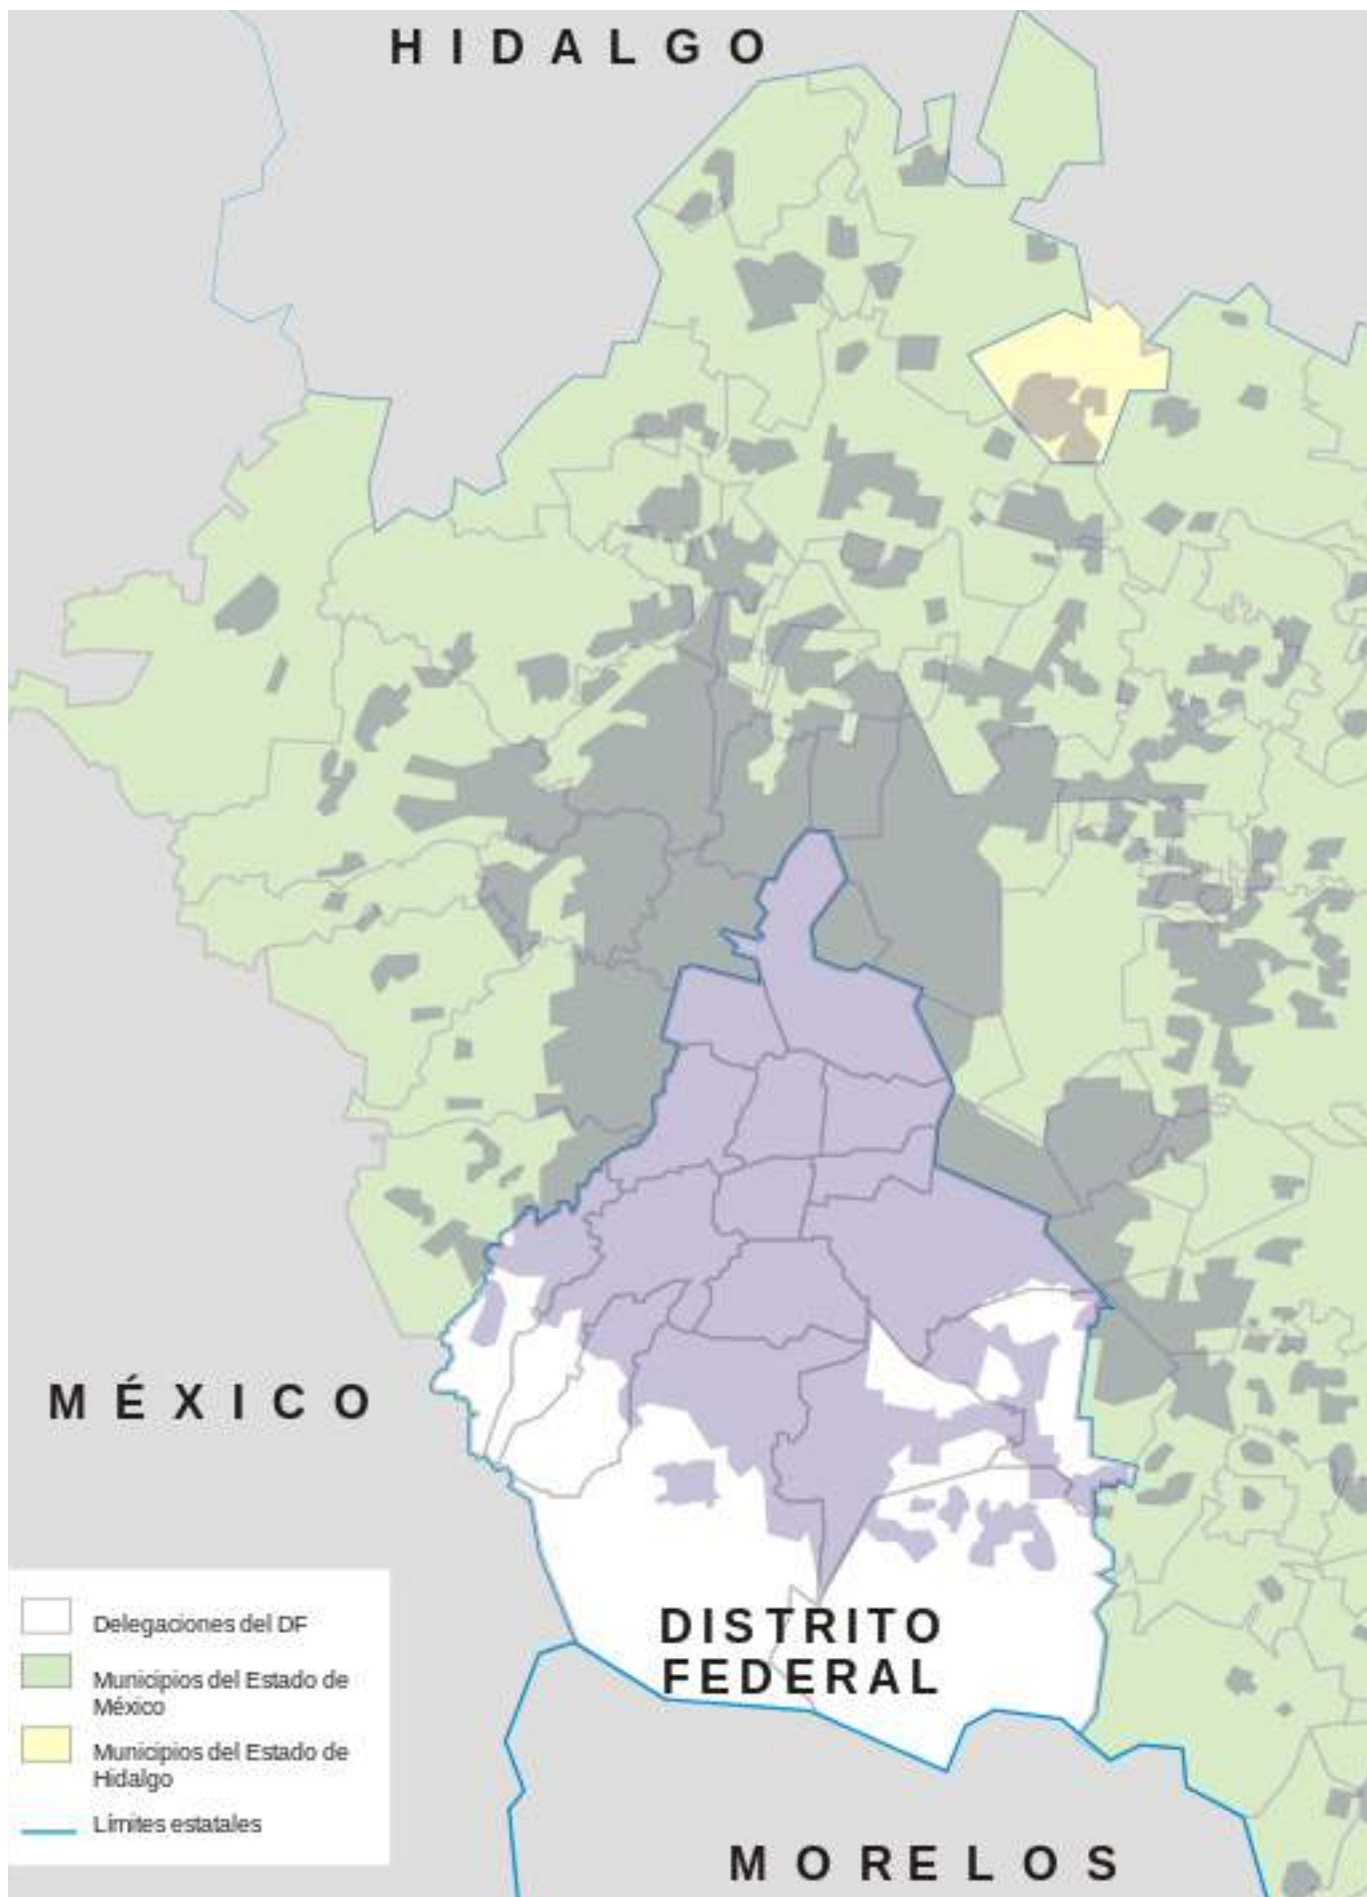 HIDALGO
MÉXICO
DISTRITO
FEDERAL
MORELOS
Delegaciones del DF
Municipios del Estado de
México
Municipios del Estado de
Hidalgo
Límites estatales